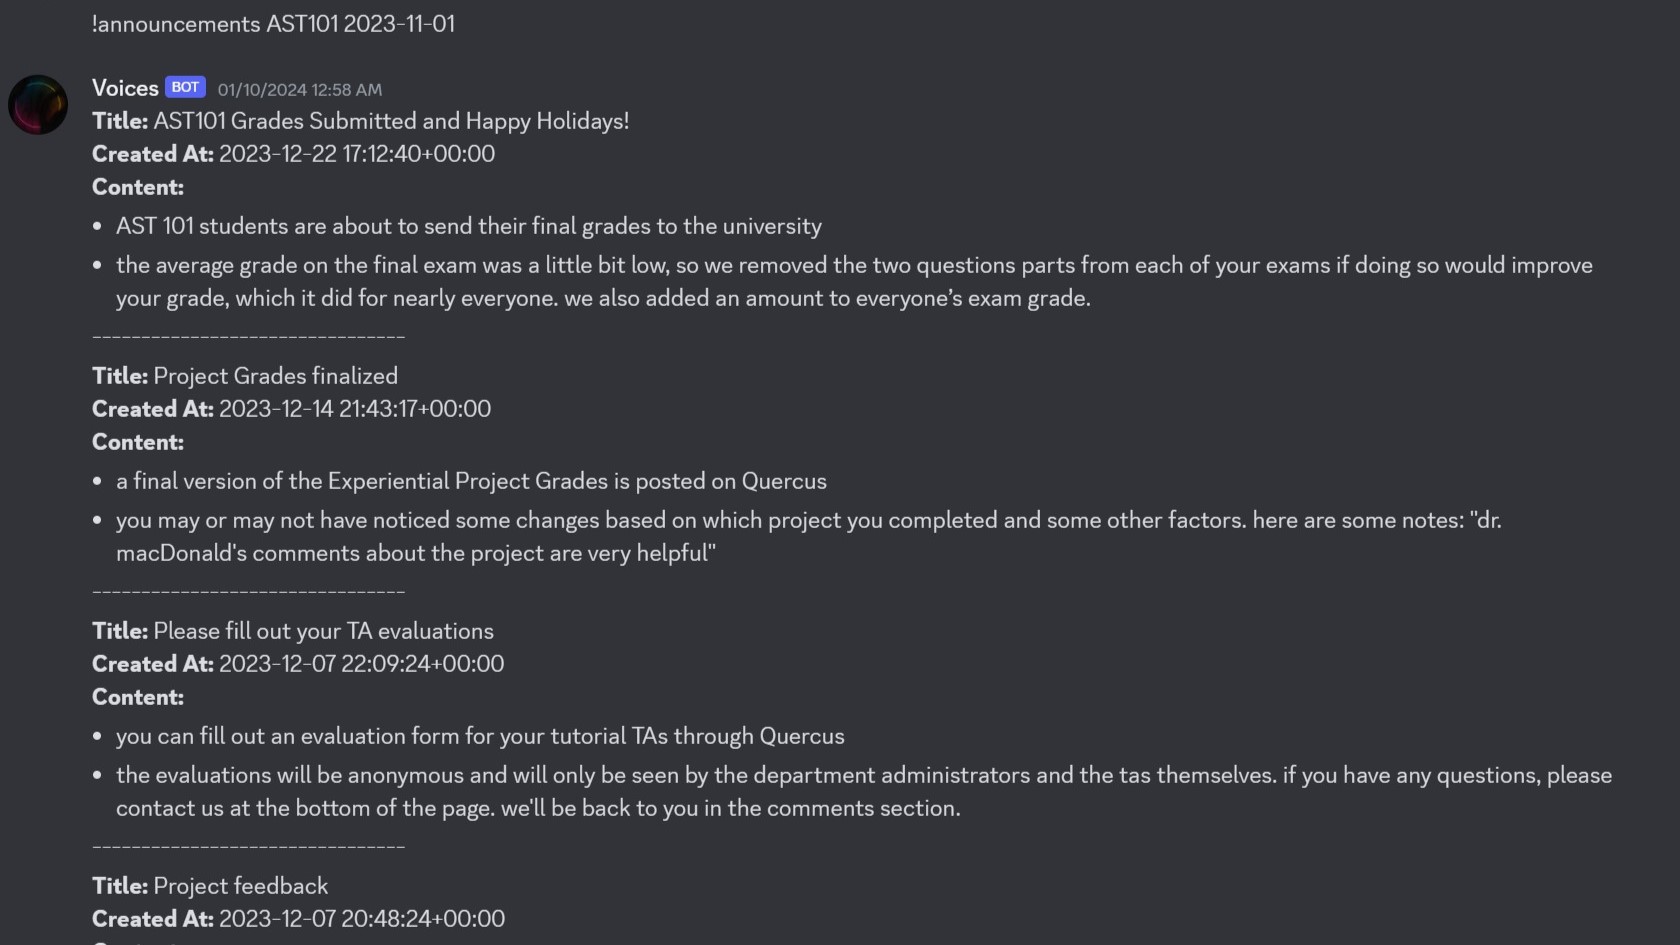 !announcements AST101 2023-11-01
Voices BOT 01/10/2024 12:58 AM
Title: AST101 Grades Submitted and Happy Holidays!
Created At: 2023-12-22 17:12:40+00:00
Content:
• AST 101 students are about to send their final grades to the university
• the average grade on the final exam was a little bit low, so we removed the two questions parts from each of your exams if doing so would improve
your grade, which it did for nearly everyone. we also added an amount to everyone’s exam grade.
--------------------------------
Title: Project Grades finalized
Created At: 2023-12-14 21:43:17+00:00
Content:
• a final version of the Experiential Project Grades is posted on Quercus
• you may or may not have noticed some changes based on which project you completed and some other factors. here are some notes: "dr.
macDonald's comments about the project are very helpful"
--------------------------------
Title: Please fill out your TA evaluations
Created At: 2023-12-07 22:09:24+00:00
Content:
• you can fill out an evaluation form for your tutorial TAs through Quercus
• the evaluations will be anonymous and will only be seen by the department administrators and the tas themselves. if you have any questions, please
contact us at the bottom of the page. we'll be back to you in the comments section.
--------------------------------
Title: Project feedback
Created At: 2023-12-07 20:48:24+00:00